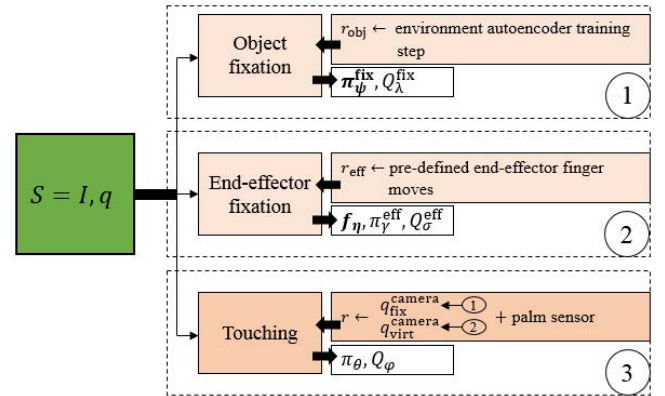 Object
fixation
r_obj ← environment autoencoder training
step
π_ψ^fix, Q_λ^fix
1
S = I, q
End-effector
fixation
r_eff ← pre-defined end-effector finger
moves
f_η, π_γ^eff, Q_σ^eff
2
Touching
r ← q_fix^camera ← 1
q_virt^camera ← 2
+ palm sensor
π_θ, Q_φ
3